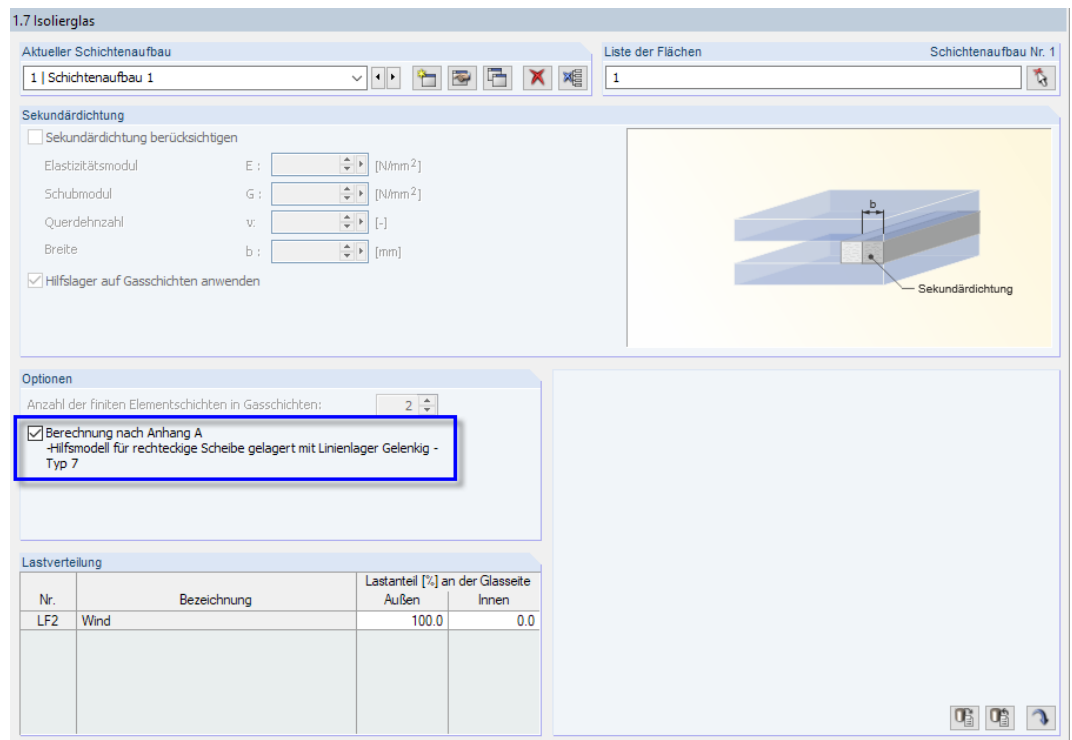 1.7 Isolierglas
Aktueller Schichtenaufbau
1 | Schichtenaufbau 1
Liste der Flächen
Schichtenaufbau Nr. 1
1
Sekundärdichtung
Sekundärdichtung berücksichtigen
Elastizitätsmodul E : [N/mm²]
Schubmodul G : [N/mm²]
Querdehnzahl ν: [-]
Breite b : [mm]
Hilfslager auf Gasschichten anwenden
b
Sekundärdichtung
Optionen
Anzahl der finiten Elementschichten in Gasschichten: 2
Berechnung nach Anhang A
-Hilfsmodell für rechteckige Scheibe gelagert mit Linienlager Gelenkig -
Typ 7
Lastverteilung
Lastanteil [%] an der Glasseite
Nr. Bezeichnung Außen Innen
LF2 Wind 100.0 0.0